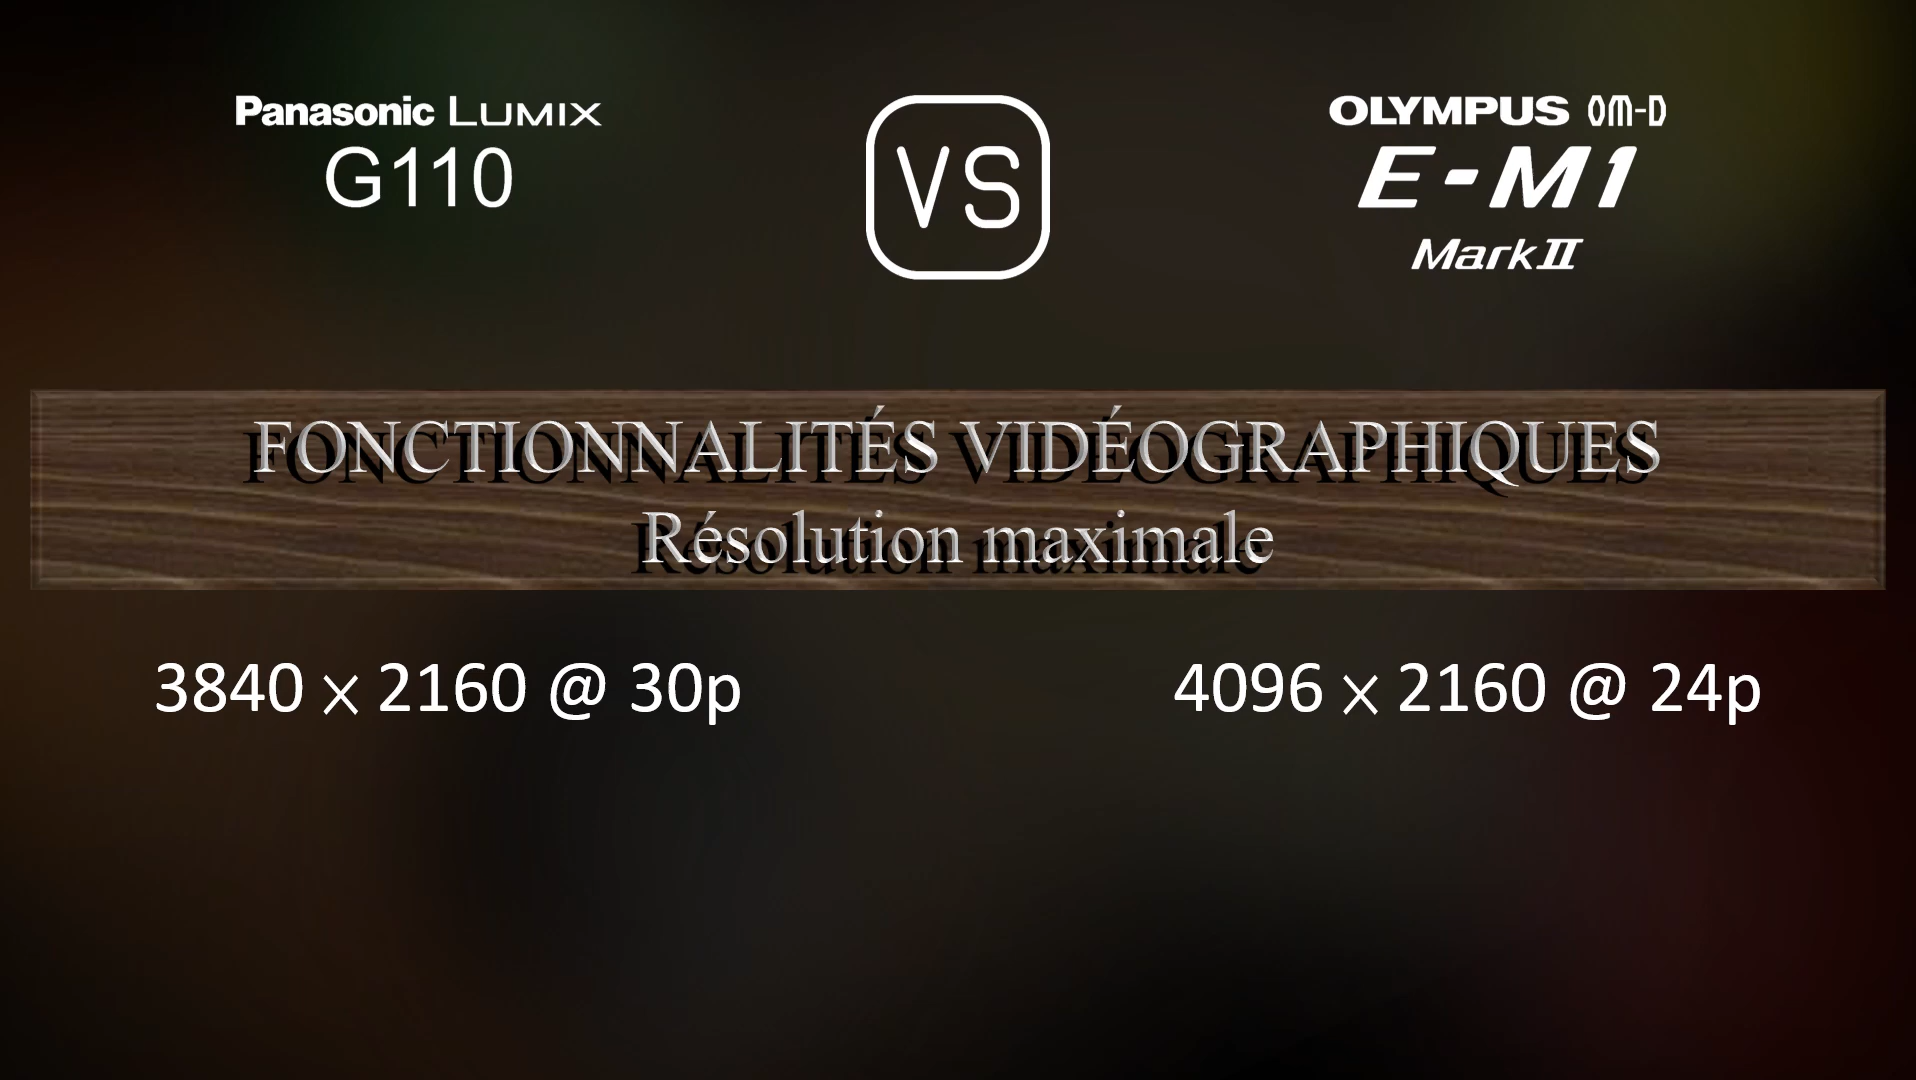 Panasonic LUMIX
G110
VS
OLYMPUS OM-D
E-M1
Mark II
FONCTIONNALITÉS VIDÉOGRAPHIQUES
Résolution maximale
3840 x 2160 @ 30p
4096 x 2160 @ 24p